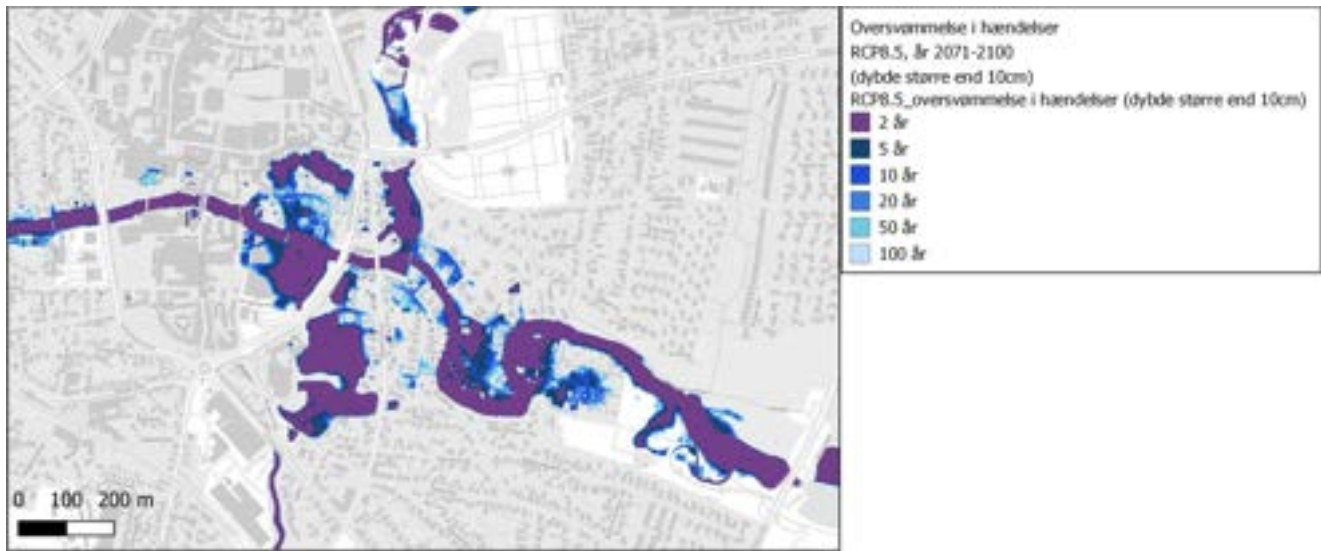 Oversvømmelse i hændelser
RCP8.5, år 2071-2100
(dybde større end 10cm)
RCP8.5_oversvømmelse i hændelser (dybde større end 10cm)
2 år
5 år
10 år
20 år
50 år
100 år
0 100 200 m